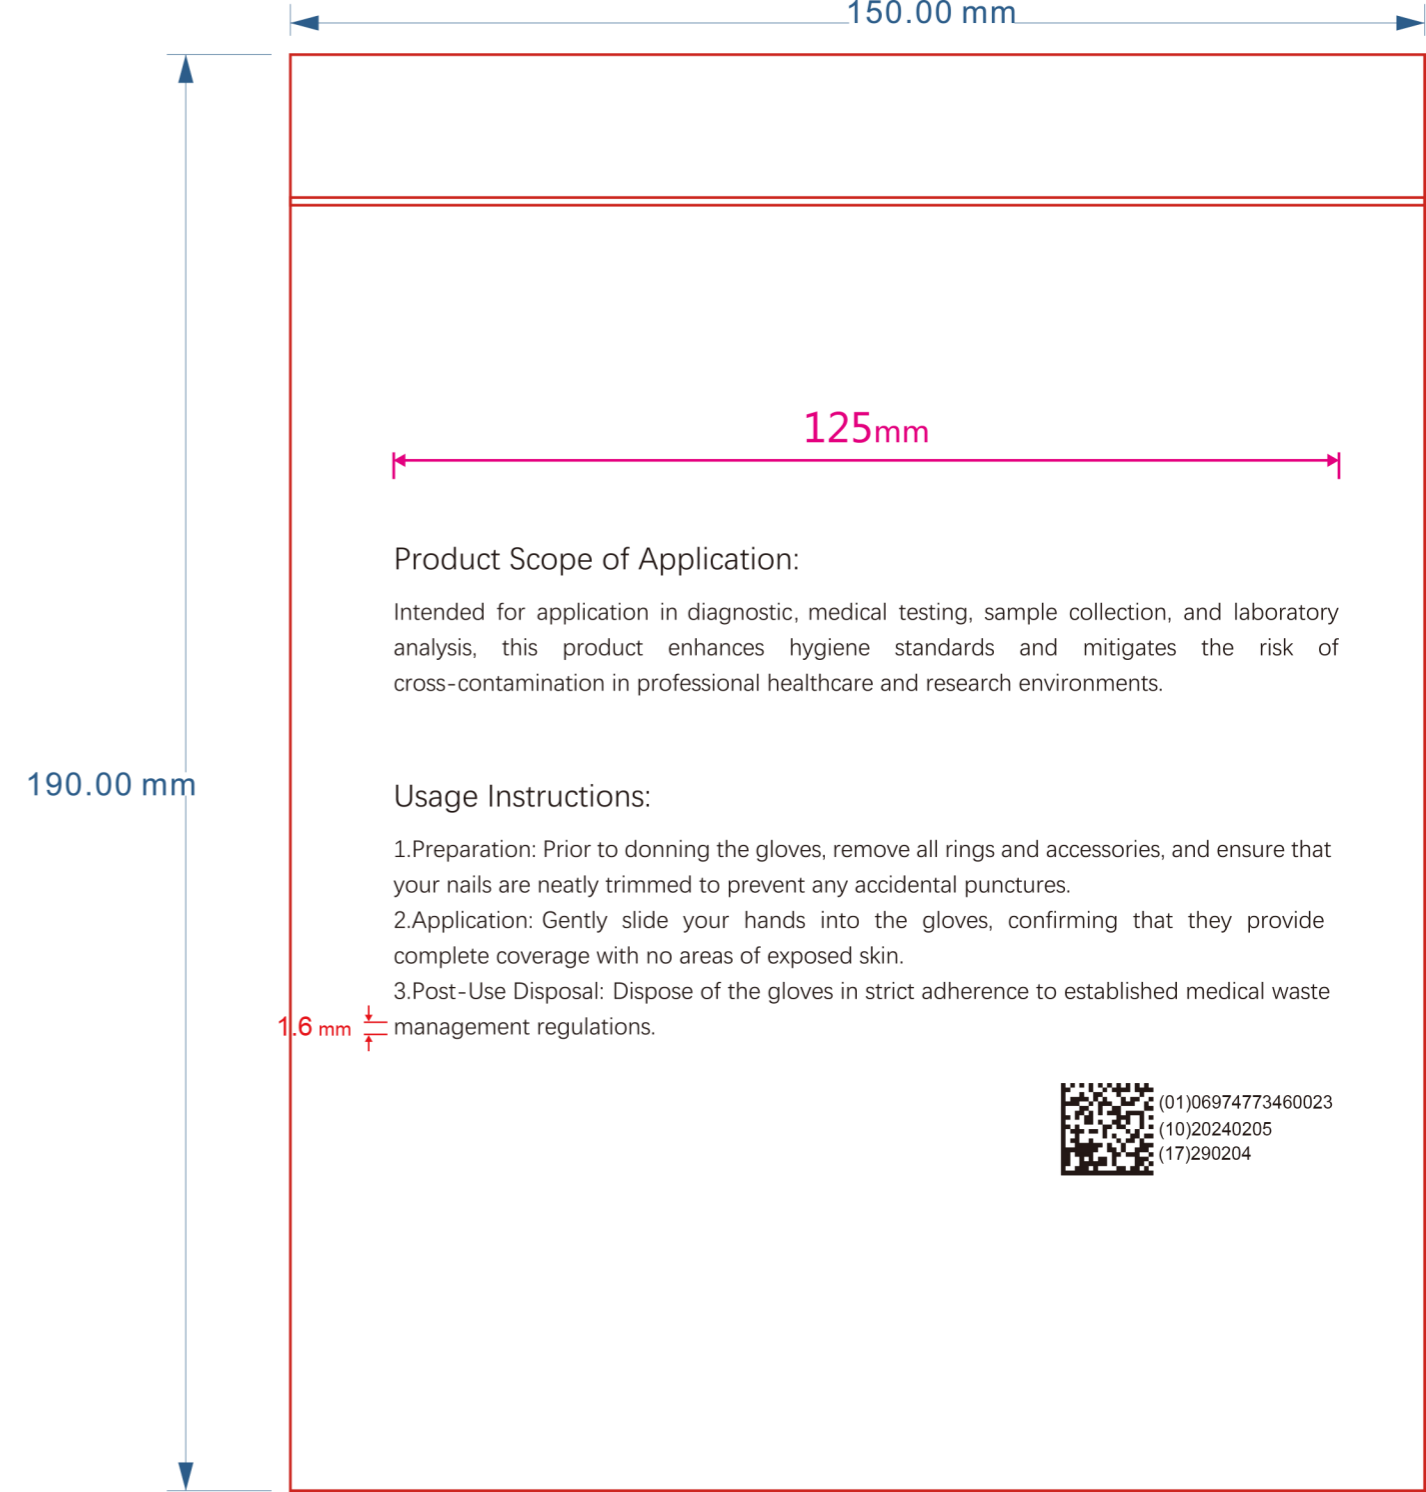 150.00 mm
125mm
Product Scope of Application:
Intended for application in diagnostic, medical testing, sample collection, and laboratory
analysis, this product enhances hygiene standards and mitigates the risk of
cross-contamination in professional healthcare and research environments.
190.00 mm
Usage Instructions:
1.Preparation: Prior to donning the gloves, remove all rings and accessories, and ensure that
your nails are neatly trimmed to prevent any accidental punctures.
2.Application: Gently slide your hands into the gloves, confirming that they provide
complete coverage with no areas of exposed skin.
3.Post-Use Disposal: Dispose of the gloves in strict adherence to established medical waste
management regulations.
1.6 mm
(01)06974773460023
(10)20240205
(17)290204